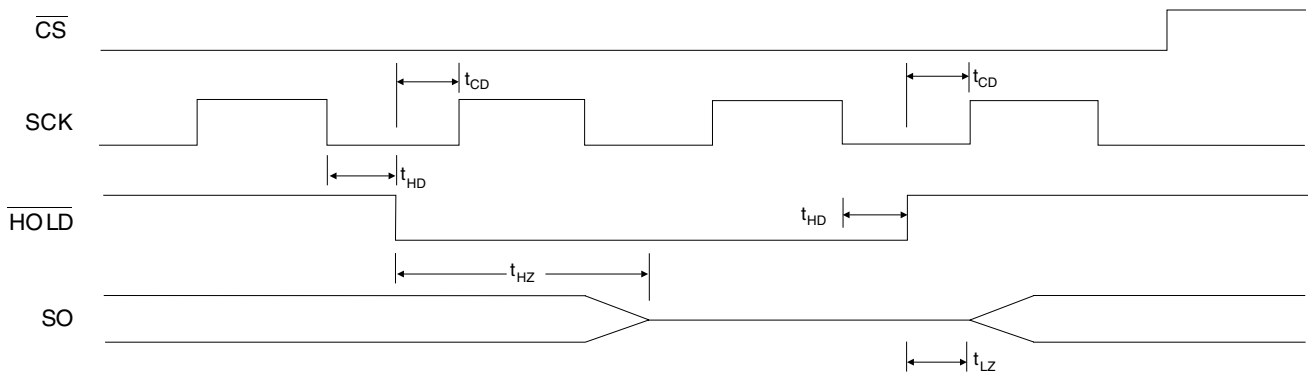 CS
t_CD
t_CD
SCK
t_HD
HOLD
t_HD
t_HZ
SO
t_LZ